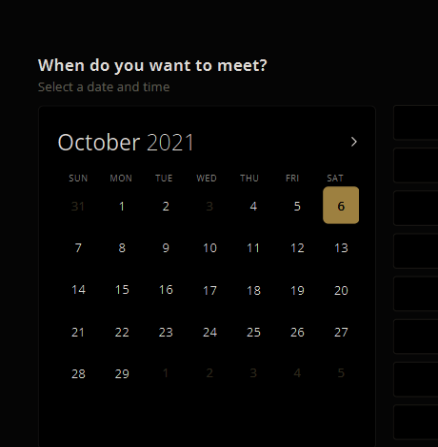 When do you want to meet?
Select a date and time
October 2021
SUN MON TUE WED THU FRI SAT
31 1 2 3 4 5 6
7 8 9 10 11 12 13
14 15 16 17 18 19 20
21 22 23 24 25 26 27
28 29 1 2 3 4 5